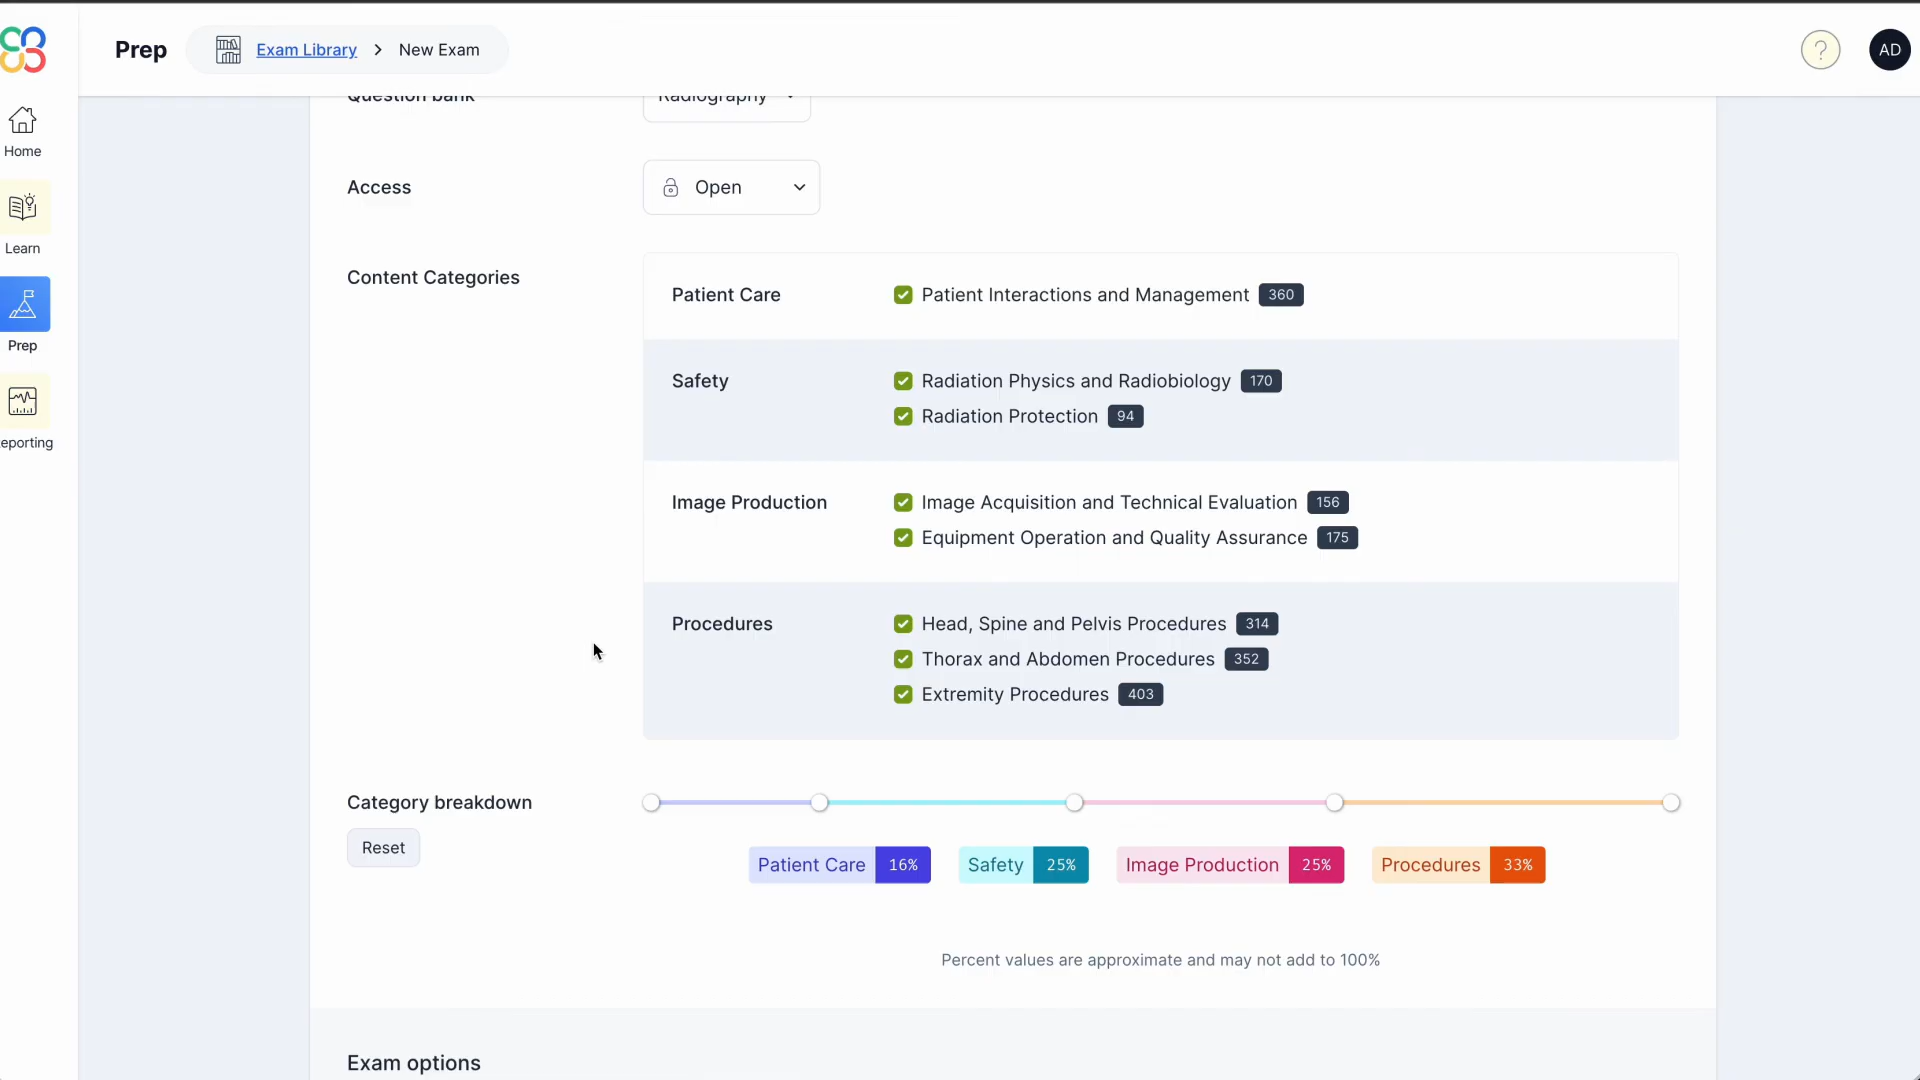 Prep
Exam Library > New Exam
?
AD
Home
Learn
Prep
eporting
Question bank
Radiography
Access
Open
Content Categories
Patient Care
Patient Interactions and Management 360
Safety
Radiation Physics and Radiobiology 170
Radiation Protection 94
Image Production
Image Acquisition and Technical Evaluation 156
Equipment Operation and Quality Assurance 175
Procedures
Head, Spine and Pelvis Procedures 314
Thorax and Abdomen Procedures 352
Extremity Procedures 403
Category breakdown
Reset
Patient Care 16% Safety 25% Image Production 25% Procedures 33%
Percent values are approximate and may not add to 100%
Exam options